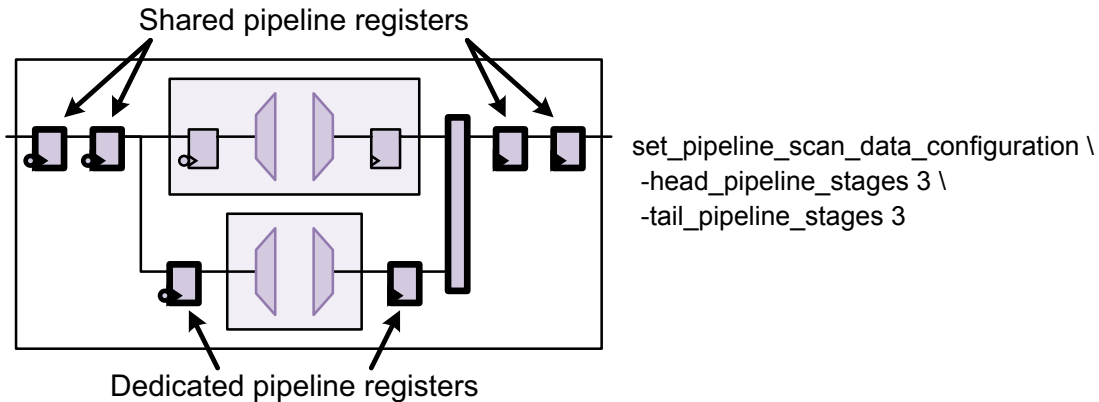 Shared pipeline registers
set_pipeline_scan_data_configuration \
-head_pipeline_stages 3 \
-tail_pipeline_stages 3
Dedicated pipeline registers